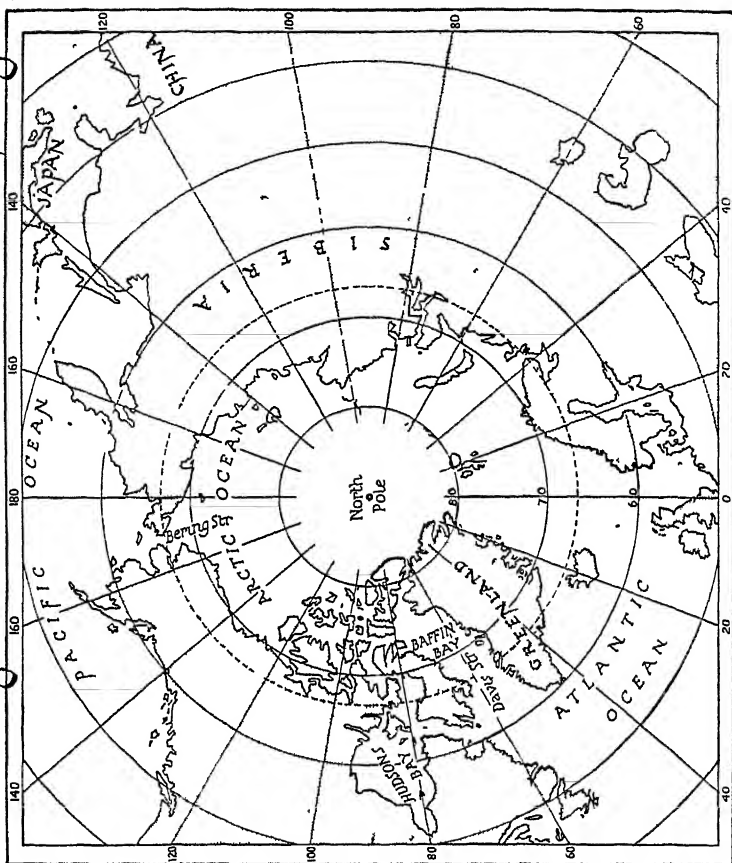 120
100
80
60
120
CHINA
JAPAN
140
40
SIBERIA
160
20
OCEAN
ARCTIC OCEAN
180
Bering Str.
North
Pole
80
70
60
0
PACIFIC
160
BAFFIN
BAY
GREENLAND
Davis Str.
20
ATLANTIC
OCEAN
HUDSONS
BAY
140
40
120
100
80
60